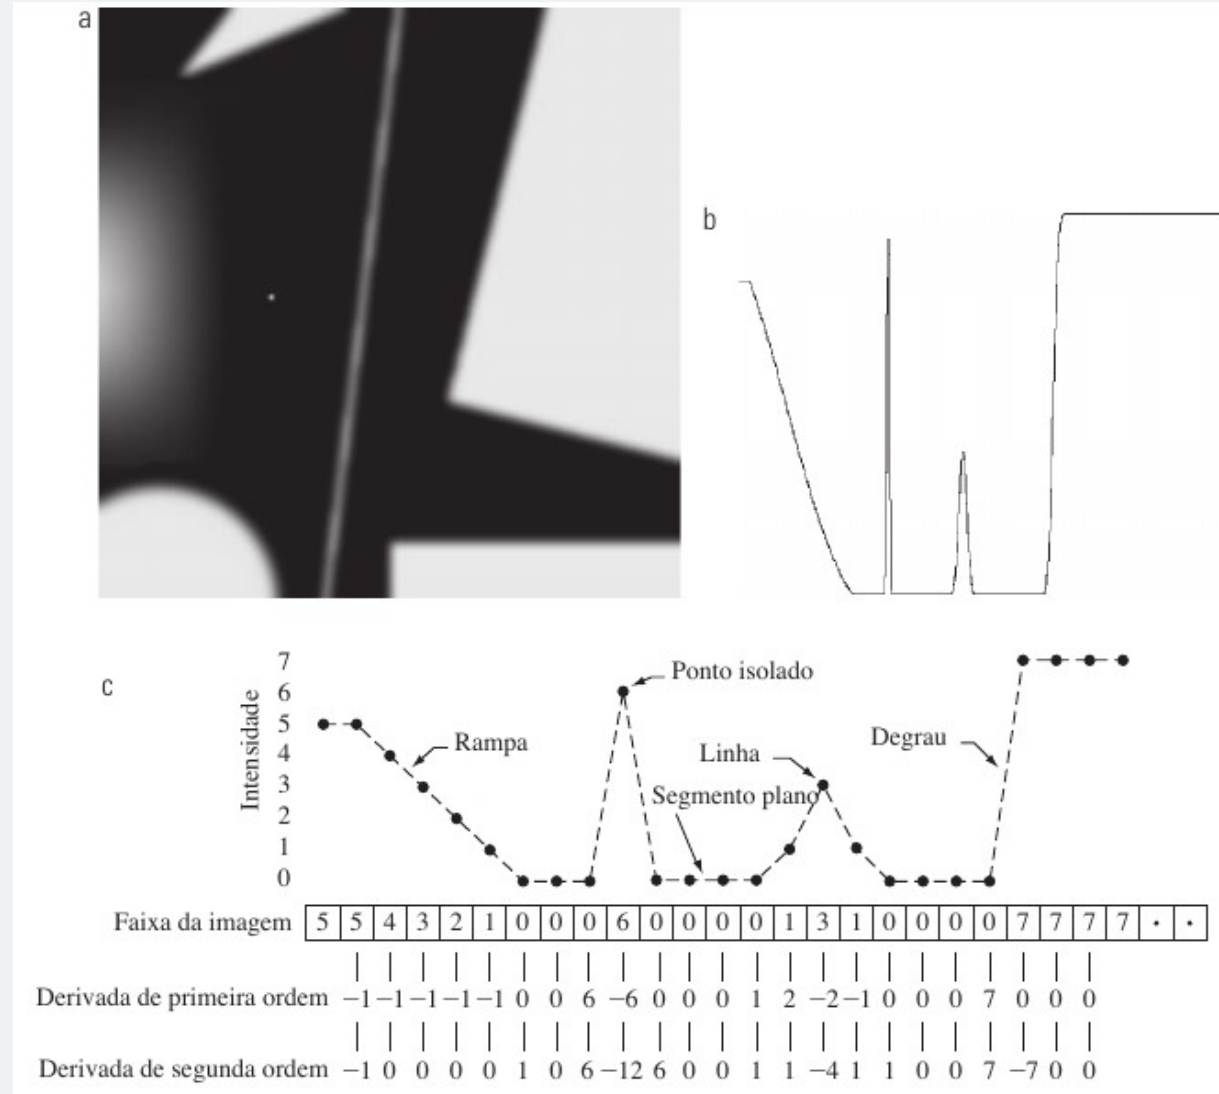 a
b
c
7
6
5
4
3
2
1
0
Intensidade
Ponto isolado
Rampa
Degrau
Linha
Segmento plano
Faixa da imagem 5 5 4 3 2 1 0 0 0 6 0 0 0 0 1 3 1 0 0 0 0 7 7 7 7 · ·
Derivada de primeira ordem −1 −1 −1 −1 −1 0 0 6 −6 0 0 0 1 2 −2 −1 0 0 0 7 0 0 0
Derivada de segunda ordem −1 0 0 0 0 1 0 6 −12 6 0 0 1 1 −4 1 1 0 0 7 −7 0 0